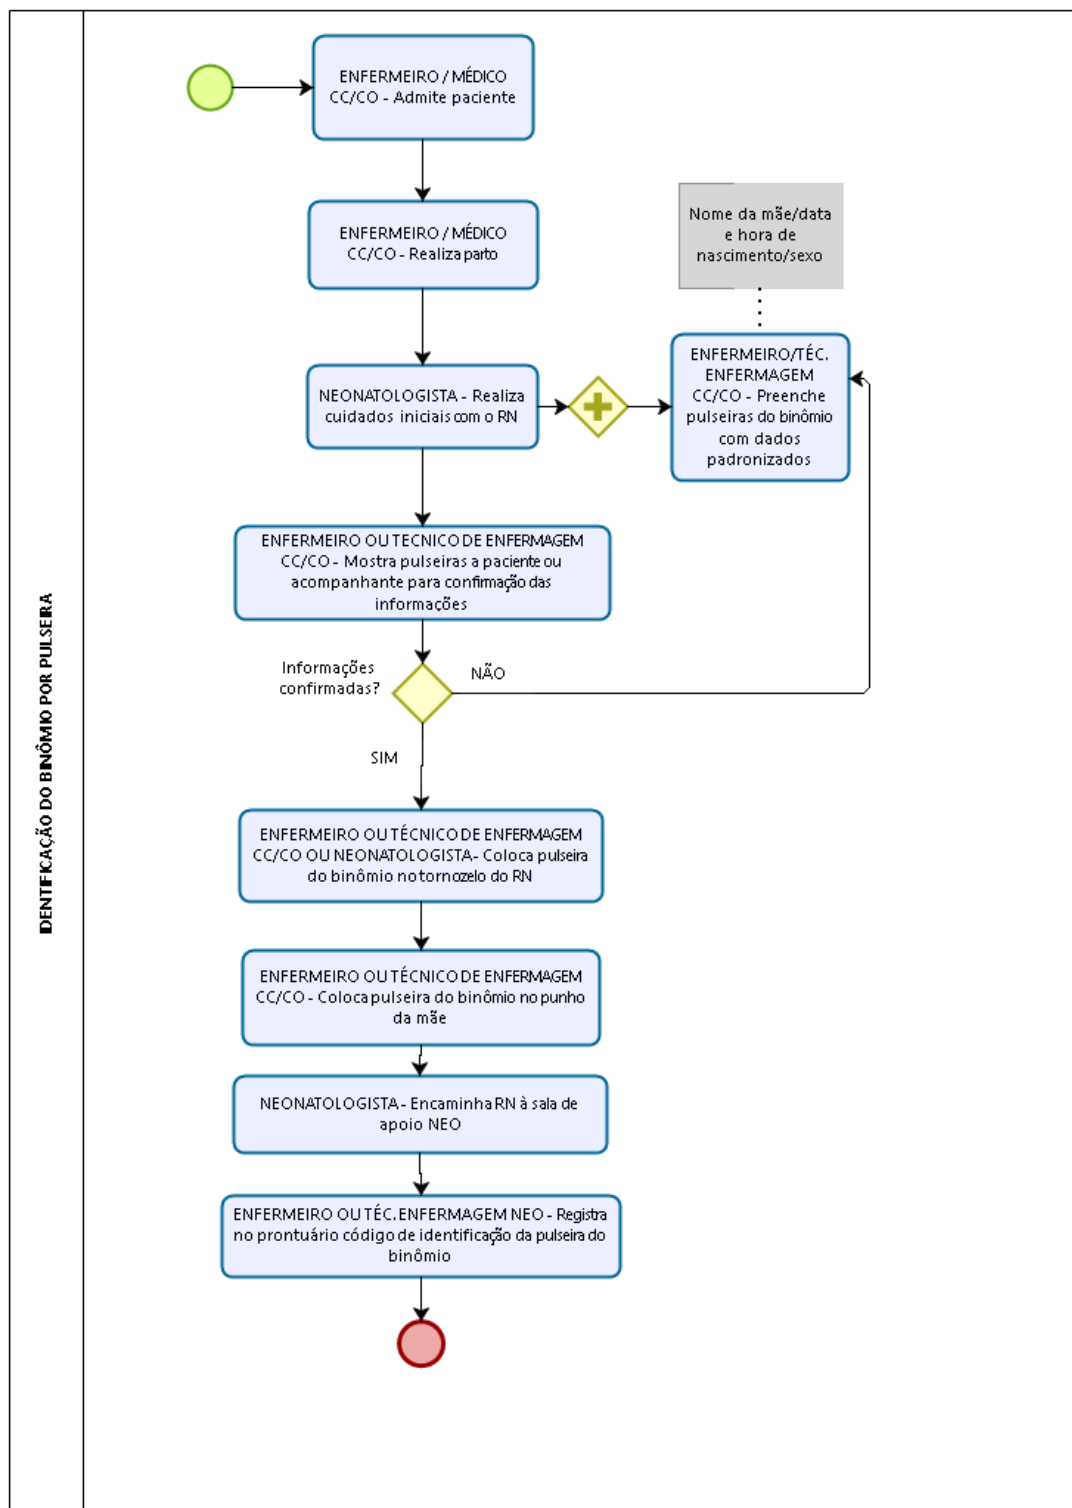 IDENTIFICAÇÃO DO BINÔMIO POR PULSEIRA
ENFERMEIRO / MÉDICO
CC/CO - Admite paciente
ENFERMEIRO / MÉDICO
CC/CO - Realiza parto
Nome da mãe/data
e hora de
nascimento/sexo
NEONATOLOGISTA - Realiza
cuidados iniciais com o RN
ENFERMEIRO/TÉC.
ENFERMAGEM
CC/CO - Preenche
pulseiras do binômio
com dados
padronizados
ENFERMEIRO OU TECNICO DE ENFERMAGEM
CC/CO - Mostra pulseiras a paciente ou
acompanhante para confirmação das
informações
Informações
confirmadas?
NÃO
SIM
ENFERMEIRO OU TÉCNICO DE ENFERMAGEM
CC/CO OU NEONATOLOGISTA - Coloca pulseira
do binômio no tornozelo do RN
ENFERMEIRO OU TÉCNICO DE ENFERMAGEM
CC/CO - Coloca pulseira do binômio no punho
da mãe
NEONATOLOGISTA - Encaminha RN à sala de
apoio NEO
ENFERMEIRO OU TÉC. ENFERMAGEM NEO - Registra
no prontuário código de identificação da pulseira do
binômio